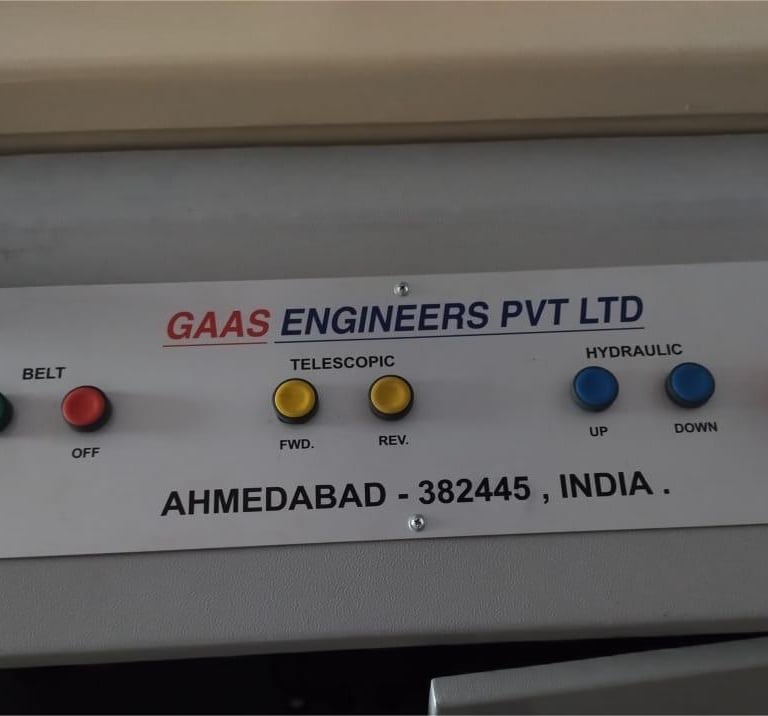 GAAS ENGINEERS PVT LTD
BELT TELESCOPIC HYDRAULIC
OFF FWD. REV. UP DOWN
AHMEDABAD - 382445 , INDIA .